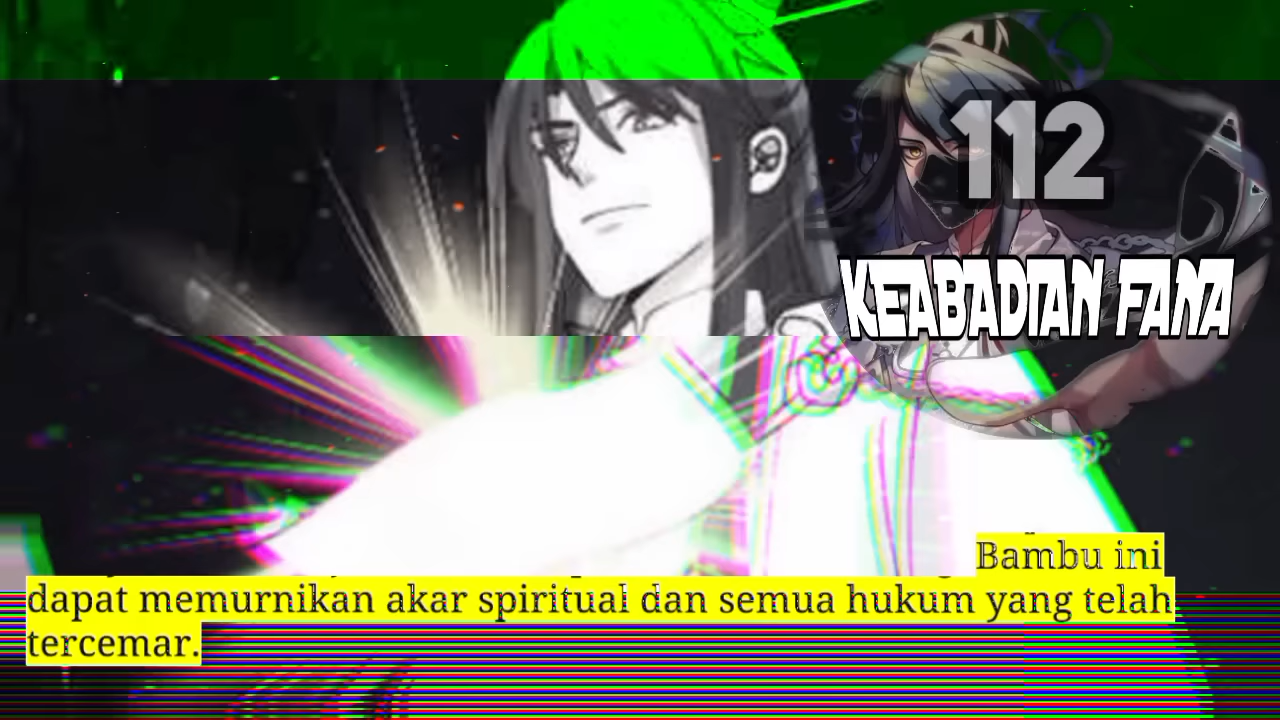 112
KEABADIAN FANA
Bambu ini
dapat memurnikan akar spiritual dan semua hukum yang telah
tercemar.